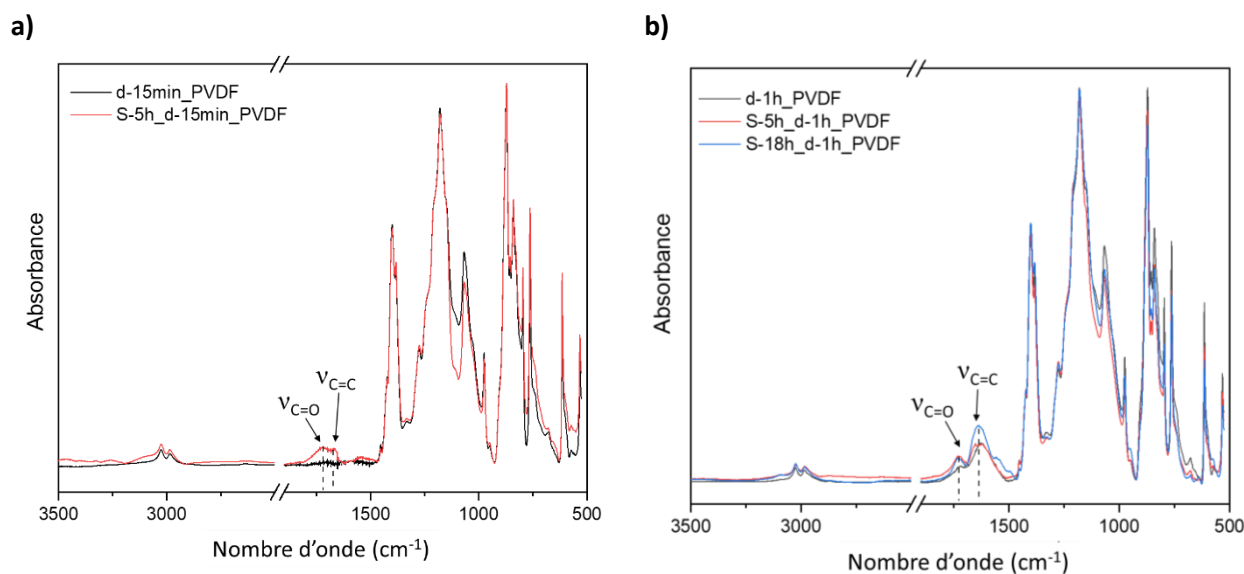 a)
d-15min_PVDF
S-5h_d-15min_PVDF
Absorbance
νC=O
νC=C
3500 3000 1500 1000 500
Nombre d'onde (cm-1)
b)
d-1h_PVDF
S-5h_d-1h_PVDF
S-18h_d-1h_PVDF
Absorbance
νC=C
νC=O
3500 3000 1500 1000 500
Nombre d'onde (cm-1)